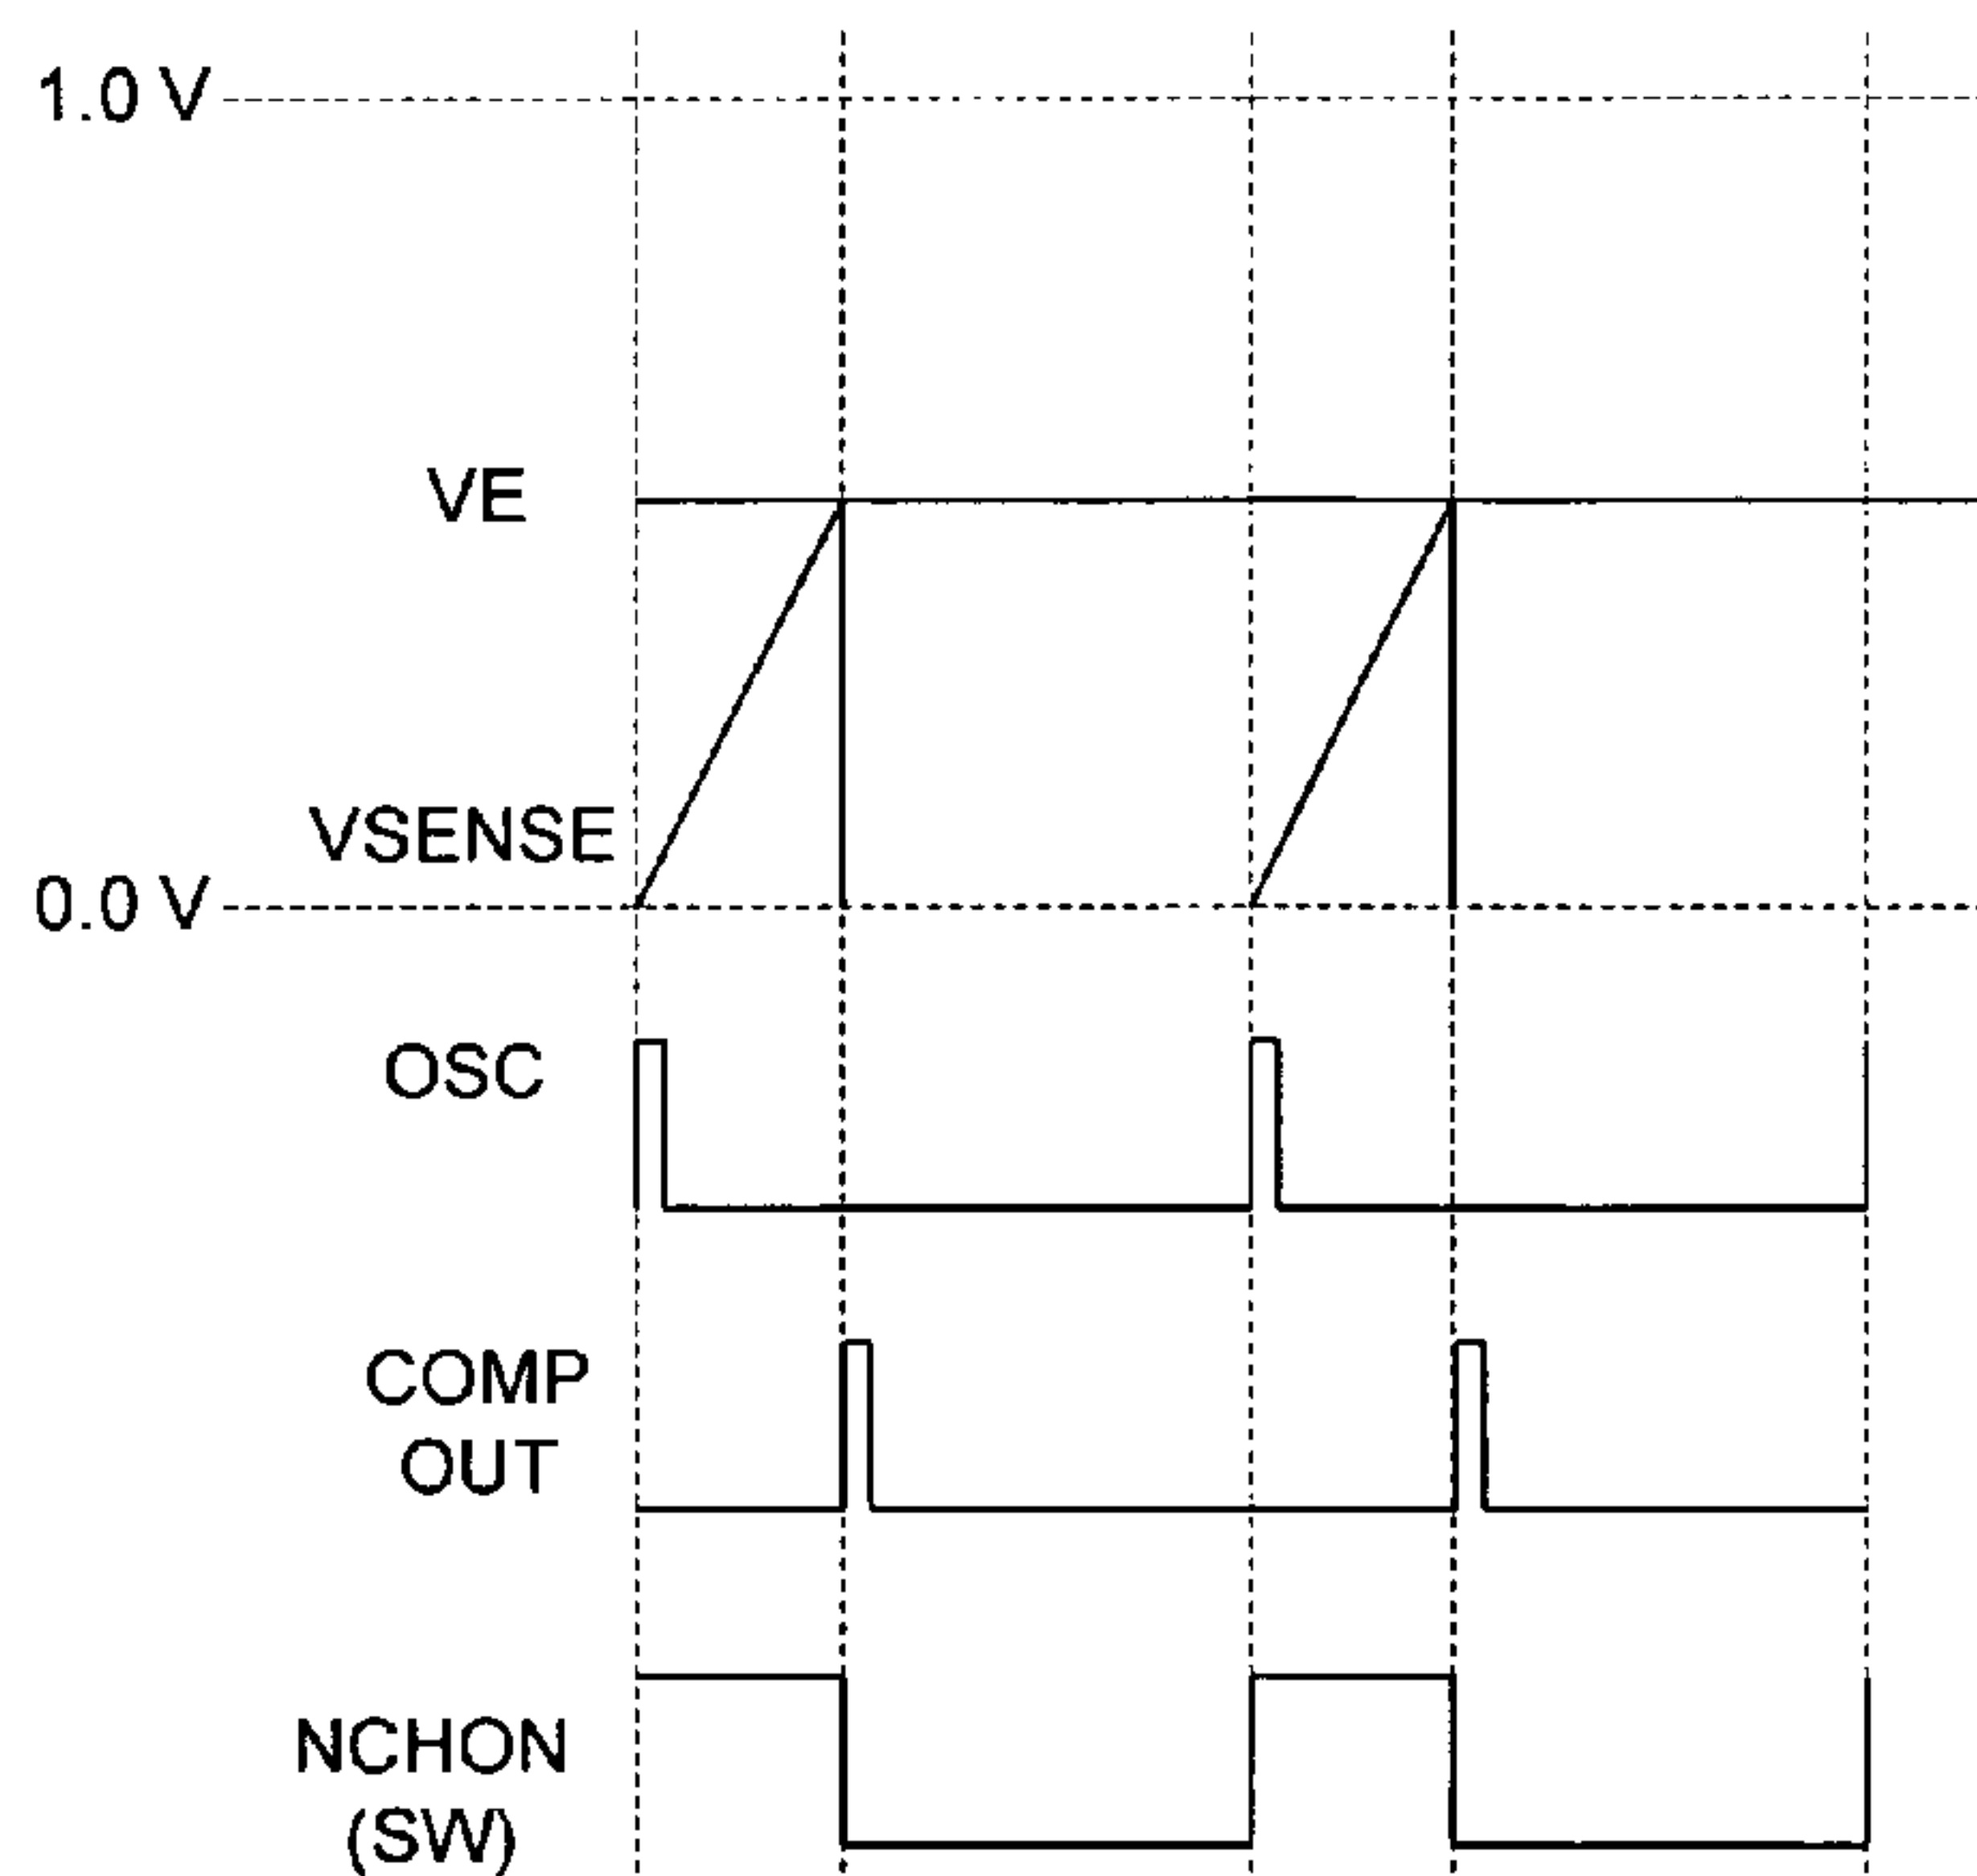 1.0 V
VE
VSENSE
0.0 V
OSC
COMP
OUT
NCHON
(SW)